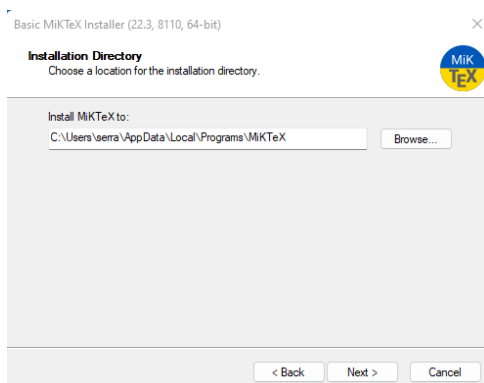 Basic MiKTeX Installer (22.3, 8110, 64-bit)
Installation Directory
Choose a location for the installation directory.
MiK
TEX
Install MiKTeX to:
C:\Users\serra\AppData\Local\Programs\MiKTeX
Browse...
< Back
Next >
Cancel